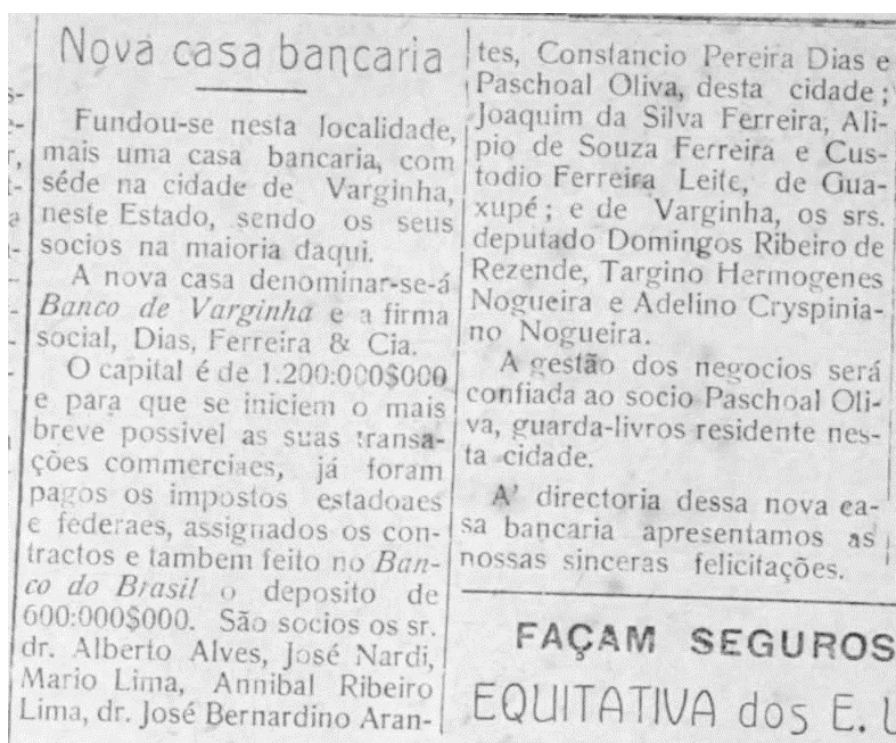 Nova casa bancaria
Fundou-se nesta localidade,
mais uma casa bancaria, com
séde na cidade de Varginha,
neste Estado, sendo os seus
socios na maioria daqui.
A nova casa denominar-se-á
Banco de Varginha e a firma
social, Dias, Ferreira & Cia.
O capital é de 1.200:000$000
e para que se iniciem o mais
breve possivel as suas transa-
ções commerciaes, já foram
pagos os impostos estadoaes
e federaes, assignados os con-
tractos e tambem feito no Ban-
co do Brasil o deposito de
600:000$000. São socios os sr.
dr. Alberto Alves, José Nardi,
Mario Lima, Annibal Ribeiro
Lima, dr. José Bernardino Aran-
tes, Constancio Pereira Dias e
Paschoal Oliva, desta cidade;
Joaquim da Silva Ferreira, Ali-
pio de Souza Ferreira e Cus-
todio Ferreira Leite, de Gua-
xupé; e de Varginha, os srs.
deputado Domingos Ribeiro de
Rezende, Targino Hermogenes
Nogueira e Adelino Cryspinia-
no Nogueira.
A gestão dos negocios será
confiada ao socio Paschoal Oli-
va, guarda-livros residente nes-
ta cidade.
A' directoria dessa nova ca-
sa bancaria apresentamos as
nossas sinceras felicitações.
FAÇAM SEGUROS
EQUITATIVA dos E.